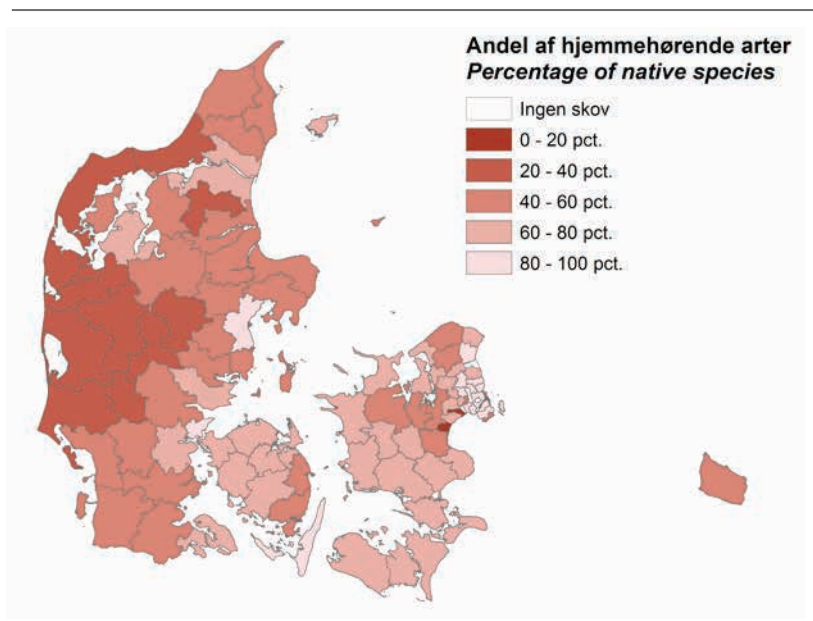 Andel af hjemmehørende arter
Percentage of native species
Ingen skov
0 - 20 pct.
20 - 40 pct.
40 - 60 pct.
60 - 80 pct.
80 - 100 pct.